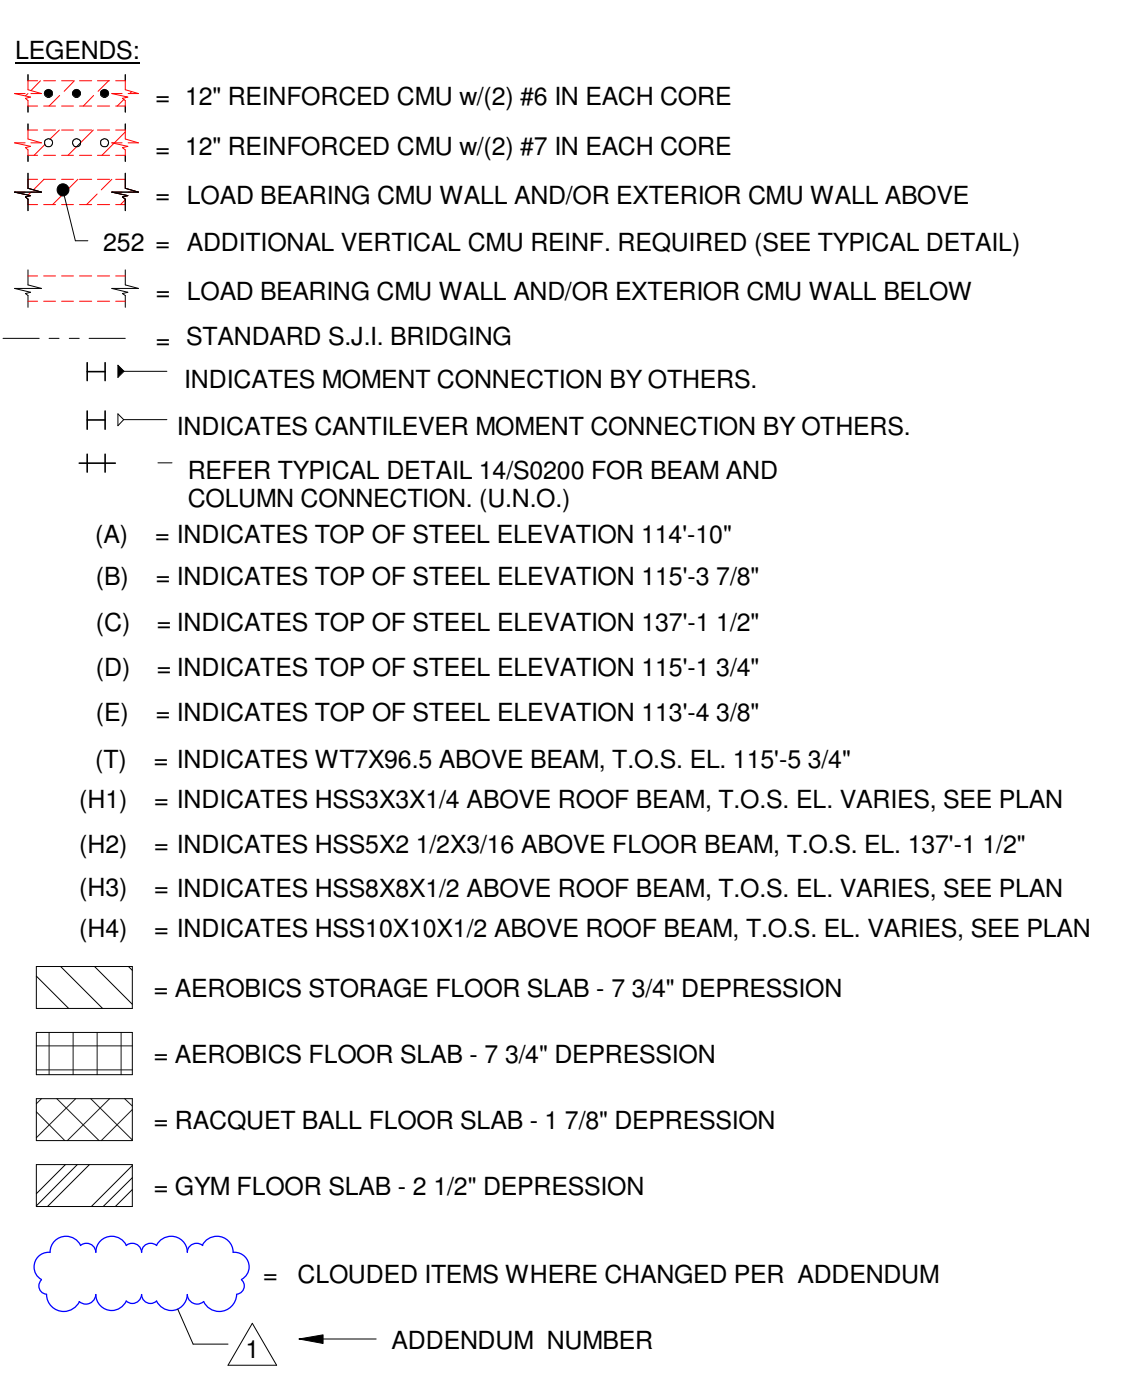 LEGENDS:
= 12" REINFORCED CMU w/(2) #6 IN EACH CORE
= 12" REINFORCED CMU w/(2) #7 IN EACH CORE
= LOAD BEARING CMU WALL AND/OR EXTERIOR CMU WALL ABOVE
252 = ADDITIONAL VERTICAL CMU REINF. REQUIRED (SEE TYPICAL DETAIL)
= LOAD BEARING CMU WALL AND/OR EXTERIOR CMU WALL BELOW
= STANDARD S.J.I. BRIDGING
INDICATES MOMENT CONNECTION BY OTHERS.
INDICATES CANTILEVER MOMENT CONNECTION BY OTHERS.
REFER TYPICAL DETAIL 14/S0200 FOR BEAM AND
COLUMN CONNECTION. (U.N.O.)
(A) = INDICATES TOP OF STEEL ELEVATION 114'-10"
(B) = INDICATES TOP OF STEEL ELEVATION 115'-3 7/8"
(C) = INDICATES TOP OF STEEL ELEVATION 137'-1 1/2"
(D) = INDICATES TOP OF STEEL ELEVATION 115'-1 3/4"
(E) = INDICATES TOP OF STEEL ELEVATION 113'-4 3/8"
(T) = INDICATES WT7X96.5 ABOVE BEAM, T.O.S. EL. 115'-5 3/4"
(H1) = INDICATES HSS3X3X1/4 ABOVE ROOF BEAM, T.O.S. EL. VARIES, SEE PLAN
(H2) = INDICATES HSS5X2 1/2X3/16 ABOVE FLOOR BEAM, T.O.S. EL. 137'-1 1/2"
(H3) = INDICATES HSS8X8X1/2 ABOVE ROOF BEAM, T.O.S. EL. VARIES, SEE PLAN
(H4) = INDICATES HSS10X10X1/2 ABOVE ROOF BEAM, T.O.S. EL. VARIES, SEE PLAN
= AEROBICS STORAGE FLOOR SLAB - 7 3/4" DEPRESSION
= AEROBICS FLOOR SLAB - 7 3/4" DEPRESSION
= RACQUET BALL FLOOR SLAB - 1 7/8" DEPRESSION
= GYM FLOOR SLAB - 2 1/2" DEPRESSION
= CLOUDED ITEMS WHERE CHANGED PER ADDENDUM
1 ADDENDUM NUMBER